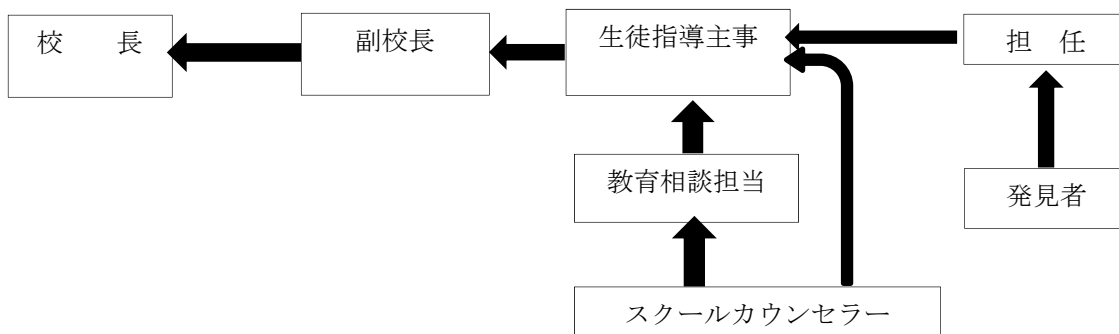 校　　長
副校長
生徒指導主事
担　任
教育相談担当
発見者
スクールカウンセラー